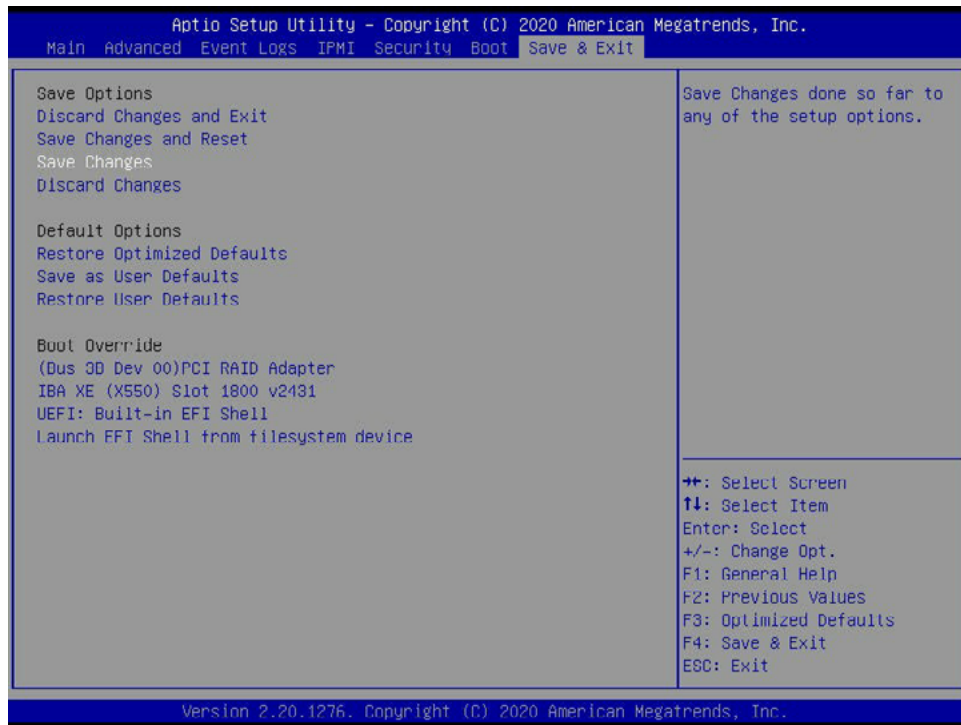 Aptio Setup Utility – Copyright (C) 2020 American Megatrends, Inc.
Main Advanced Event Logs IPMI Security Boot Save & Exit
Save Options
Discard Changes and Exit
Save Changes and Reset
Save Changes
Discard Changes
Default Options
Restore Optimized Defaults
Save as User Defaults
Restore User Defaults
Boot Override
(Bus 3B Dev 00)PCI RAID Adapter
IBA XE (X550) Slot 1800 v2431
UEFI: Built-in EFI Shell
Launch EFI Shell from filesystem device
Save Changes done so far to
any of the setup options.
→←: Select Screen
↑↓: Select Item
Enter: Select
+/-: Change Opt.
F1: General Help
F2: Previous Values
F3: Optimized Defaults
F4: Save & Exit
ESC: Exit
Version 2.20.1276. Copyright (C) 2020 American Megatrends, Inc.